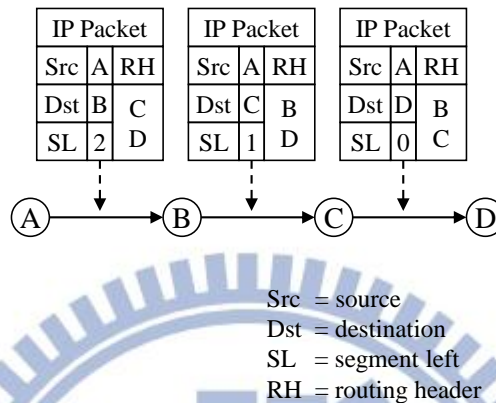 IP Packet
Src A RH
Dst B C
SL 2 D
IP Packet
Src A RH
Dst C B
SL 1 D
IP Packet
Src A RH
Dst D B
SL 0 C
A B C D
Src = source
Dst = destination
SL = segment left
RH = routing header